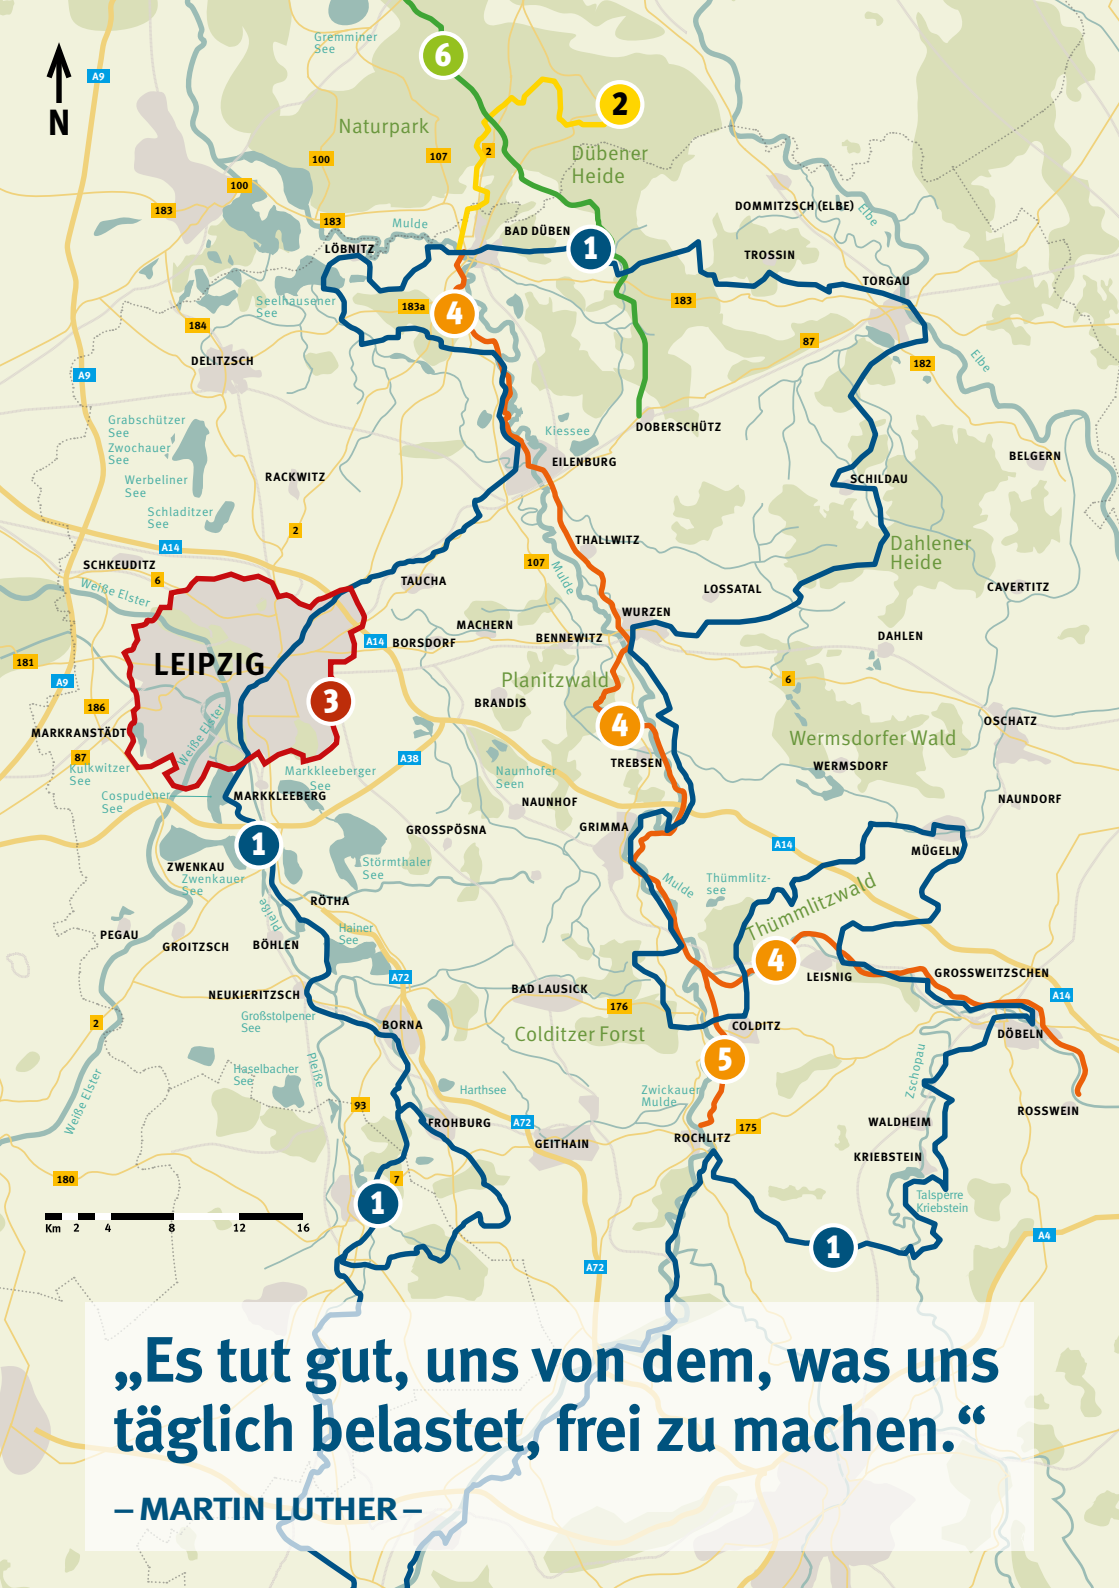 Gremminer
See
6
A9
N
2
Naturpark
100
107
2
Dübener
Heide
100
183
183
Mulde
DOMMITZSCH (ELBE)
Elbe
BAD DÜBEN
1
LÖBNITZ
TROSSIN
TORGAU
Seelhausener
See
183a
4
183
184
87
DELITZSCH
A9
182
Elbe
Grabschützer
See
Zwochauer
See
Kiessee
DOBERSCHÜTZ
EILENBURG
BELGERN
Werbeliner
See
RACKWITZ
SCHILDAU
Schladitzer
See
2
A14
THALLWITZ
Dahlener
Heide
SCHKEUDITZ
6
107
Weiße Elster
TAUCHA
Mulde
LOSSATAL
CAVERTITZ
WURZEN
MACHERN
BENNEWITZ
A14
BORSDORF
DAHLEN
LEIPZIG
181
A9
Planitzwald
6
3
186
BRANDIS
MARKRANSTÄDT
Weiße Elster
4
OSCHATZ
Wermsdorfer Wald
87
A38
TREBSEN
WERMSDORF
Kulkwitzer
See
Markkleeberger
See
Naunhofer
Seen
Cospudener
See
MARKKLEEBERG
NAUNHOF
NAUNDORF
GROSSPÖSNA
GRIMMA
1
A14
MÜGELN
ZWENKAU
Zwenkauer
See
Störmthaler
See
Mulde
Thümmlitz-
see
Thümmlitzwald
RÖTHA
Pleiße
PEGAU
GROITZSCH
BÖHLEN
Hainer
See
4
LEISNIG
GROSSWEITZSCHEN
A72
NEUKIERITZSCH
BAD LAUSICK
A14
176
Großstolpener
See
2
BORNA
Colditzer Forst
COLDITZ
DÖBELN
5
Haselbacher
See
Pleiße
Harthsee
Zwickauer
Mulde
Zschopau
Weiße Elster
93
FROHBURG
A72
GEITHAIN
ROCHLITZ
175
WALDHEIM
ROSSWEIN
KRIEBSTEIN
180
7
1
Talsperre
Kriebstein
Km 2 4 8 12 16
1
A4
A72
„Es tut gut, uns von dem, was uns
täglich belastet, frei zu machen.“
– MARTIN LUTHER –